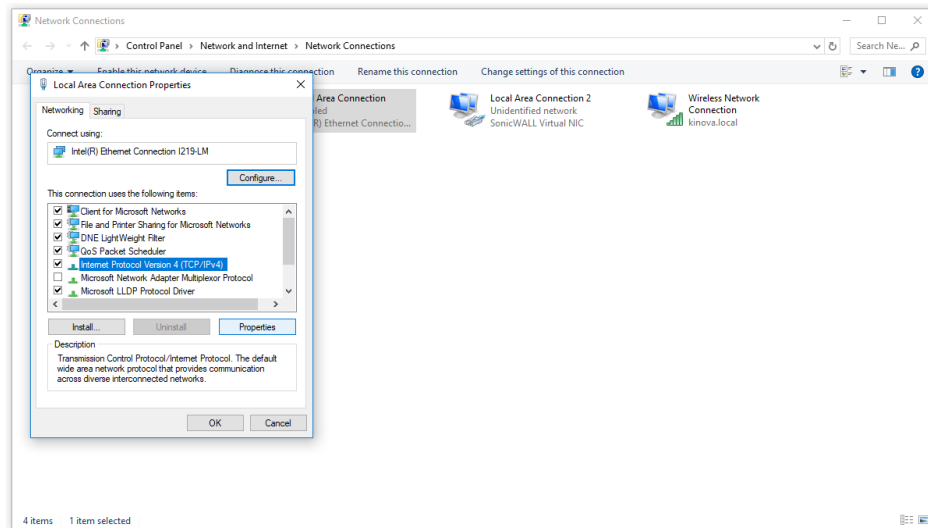 Network Connections
Control Panel > Network and Internet > Network Connections
Search Ne...
Organize Enable this network device Diagnose this connection Rename this connection Change settings of this connection
Local Area Connection Properties
Networking Sharing
Connect using:
Intel(R) Ethernet Connection I219-LM
Configure...
This connection uses the following items:
Client for Microsoft Networks
File and Printer Sharing for Microsoft Networks
DNE LightWeight Filter
QoS Packet Scheduler
Internet Protocol Version 4 (TCP/IPv4)
Microsoft Network Adapter Multiplexor Protocol
Microsoft LLDP Protocol Driver
Install... Uninstall Properties
Description
Transmission Control Protocol/Internet Protocol. The default
wide area network protocol that provides communication
across diverse interconnected networks.
OK Cancel
Area Connection
R) Ethernet Connectio...
Local Area Connection 2
Unidentified network
SonicWALL Virtual NIC
Wireless Network
Connection
kinova.local
4 items 1 item selected